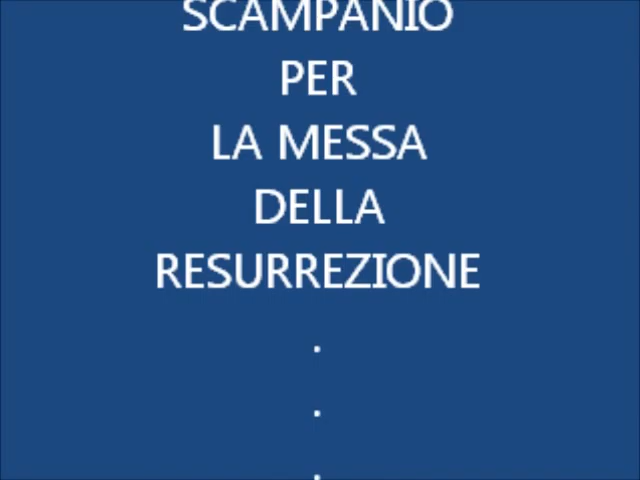 SCAMPANIO
PER
LA MESSA
DELLA
RESURREZIONE
.
.
.